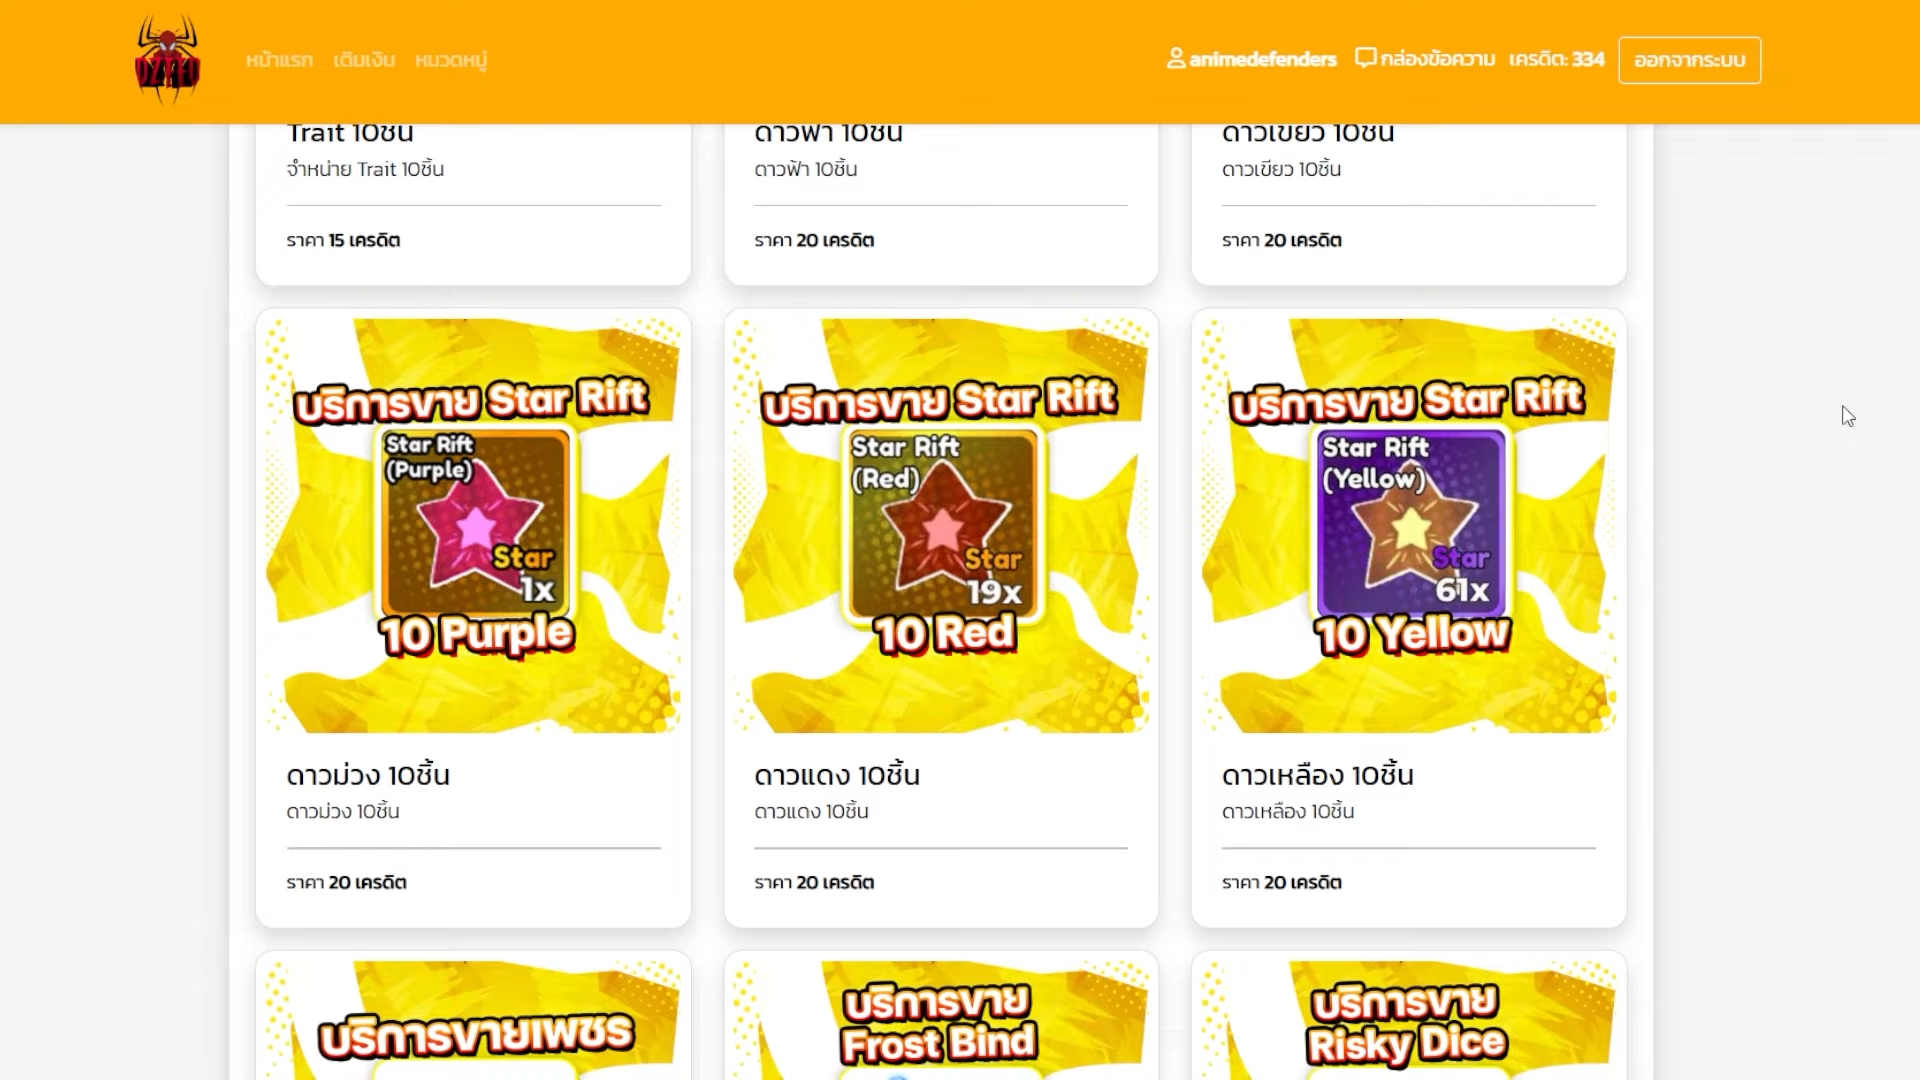 OZTEO
หน้าแรก เติมเงิน หมวดหมู่
animedefenders กล่องข้อความ เครดิต: 334 ออกจากระบบ
Trait 10ชิ้น
จำหน่าย Trait 10ชิ้น
ราคา 15 เครดิต
ดาวฟ้า 10ชิ้น
ดาวฟ้า 10ชิ้น
ราคา 20 เครดิต
ดาวเขียว 10ชิ้น
ดาวเขียว 10ชิ้น
ราคา 20 เครดิต
บริการขาย Star Rift
Star Rift
(Purple)
Star
1x
10 Purple
ดาวม่วง 10ชิ้น
ดาวม่วง 10ชิ้น
ราคา 20 เครดิต
บริการขาย Star Rift
Star Rift
(Red)
Star
19x
10 Red
ดาวแดง 10ชิ้น
ดาวแดง 10ชิ้น
ราคา 20 เครดิต
บริการขาย Star Rift
Star Rift
(Yellow)
Star
61x
10 Yellow
ดาวเหลือง 10ชิ้น
ดาวเหลือง 10ชิ้น
ราคา 20 เครดิต
บริการขายเพชร
บริการขาย
Frost Bind
บริการขาย
Risky Dice